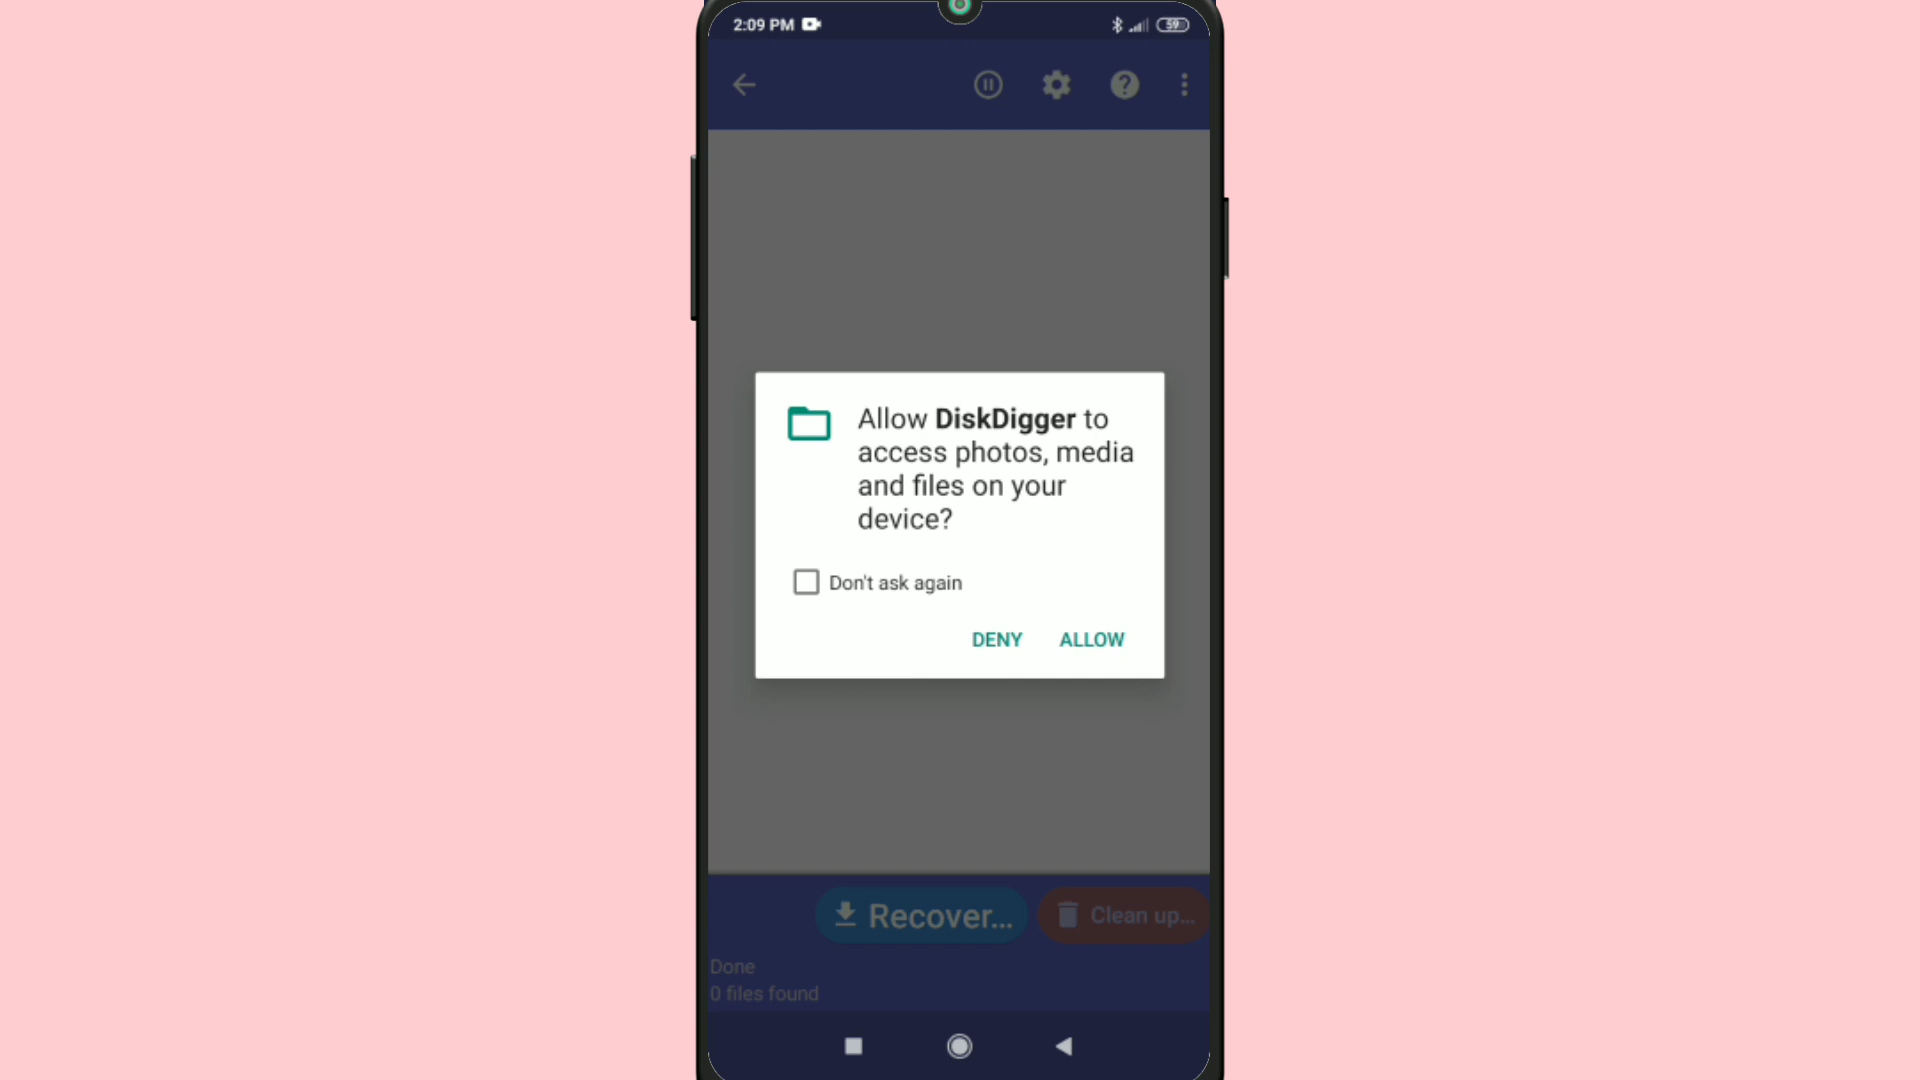 2:09 PM
59
Allow DiskDigger to
access photos, media
and files on your
device?
Don't ask again
DENY ALLOW
Recover... Clean up...
Done
0 files found